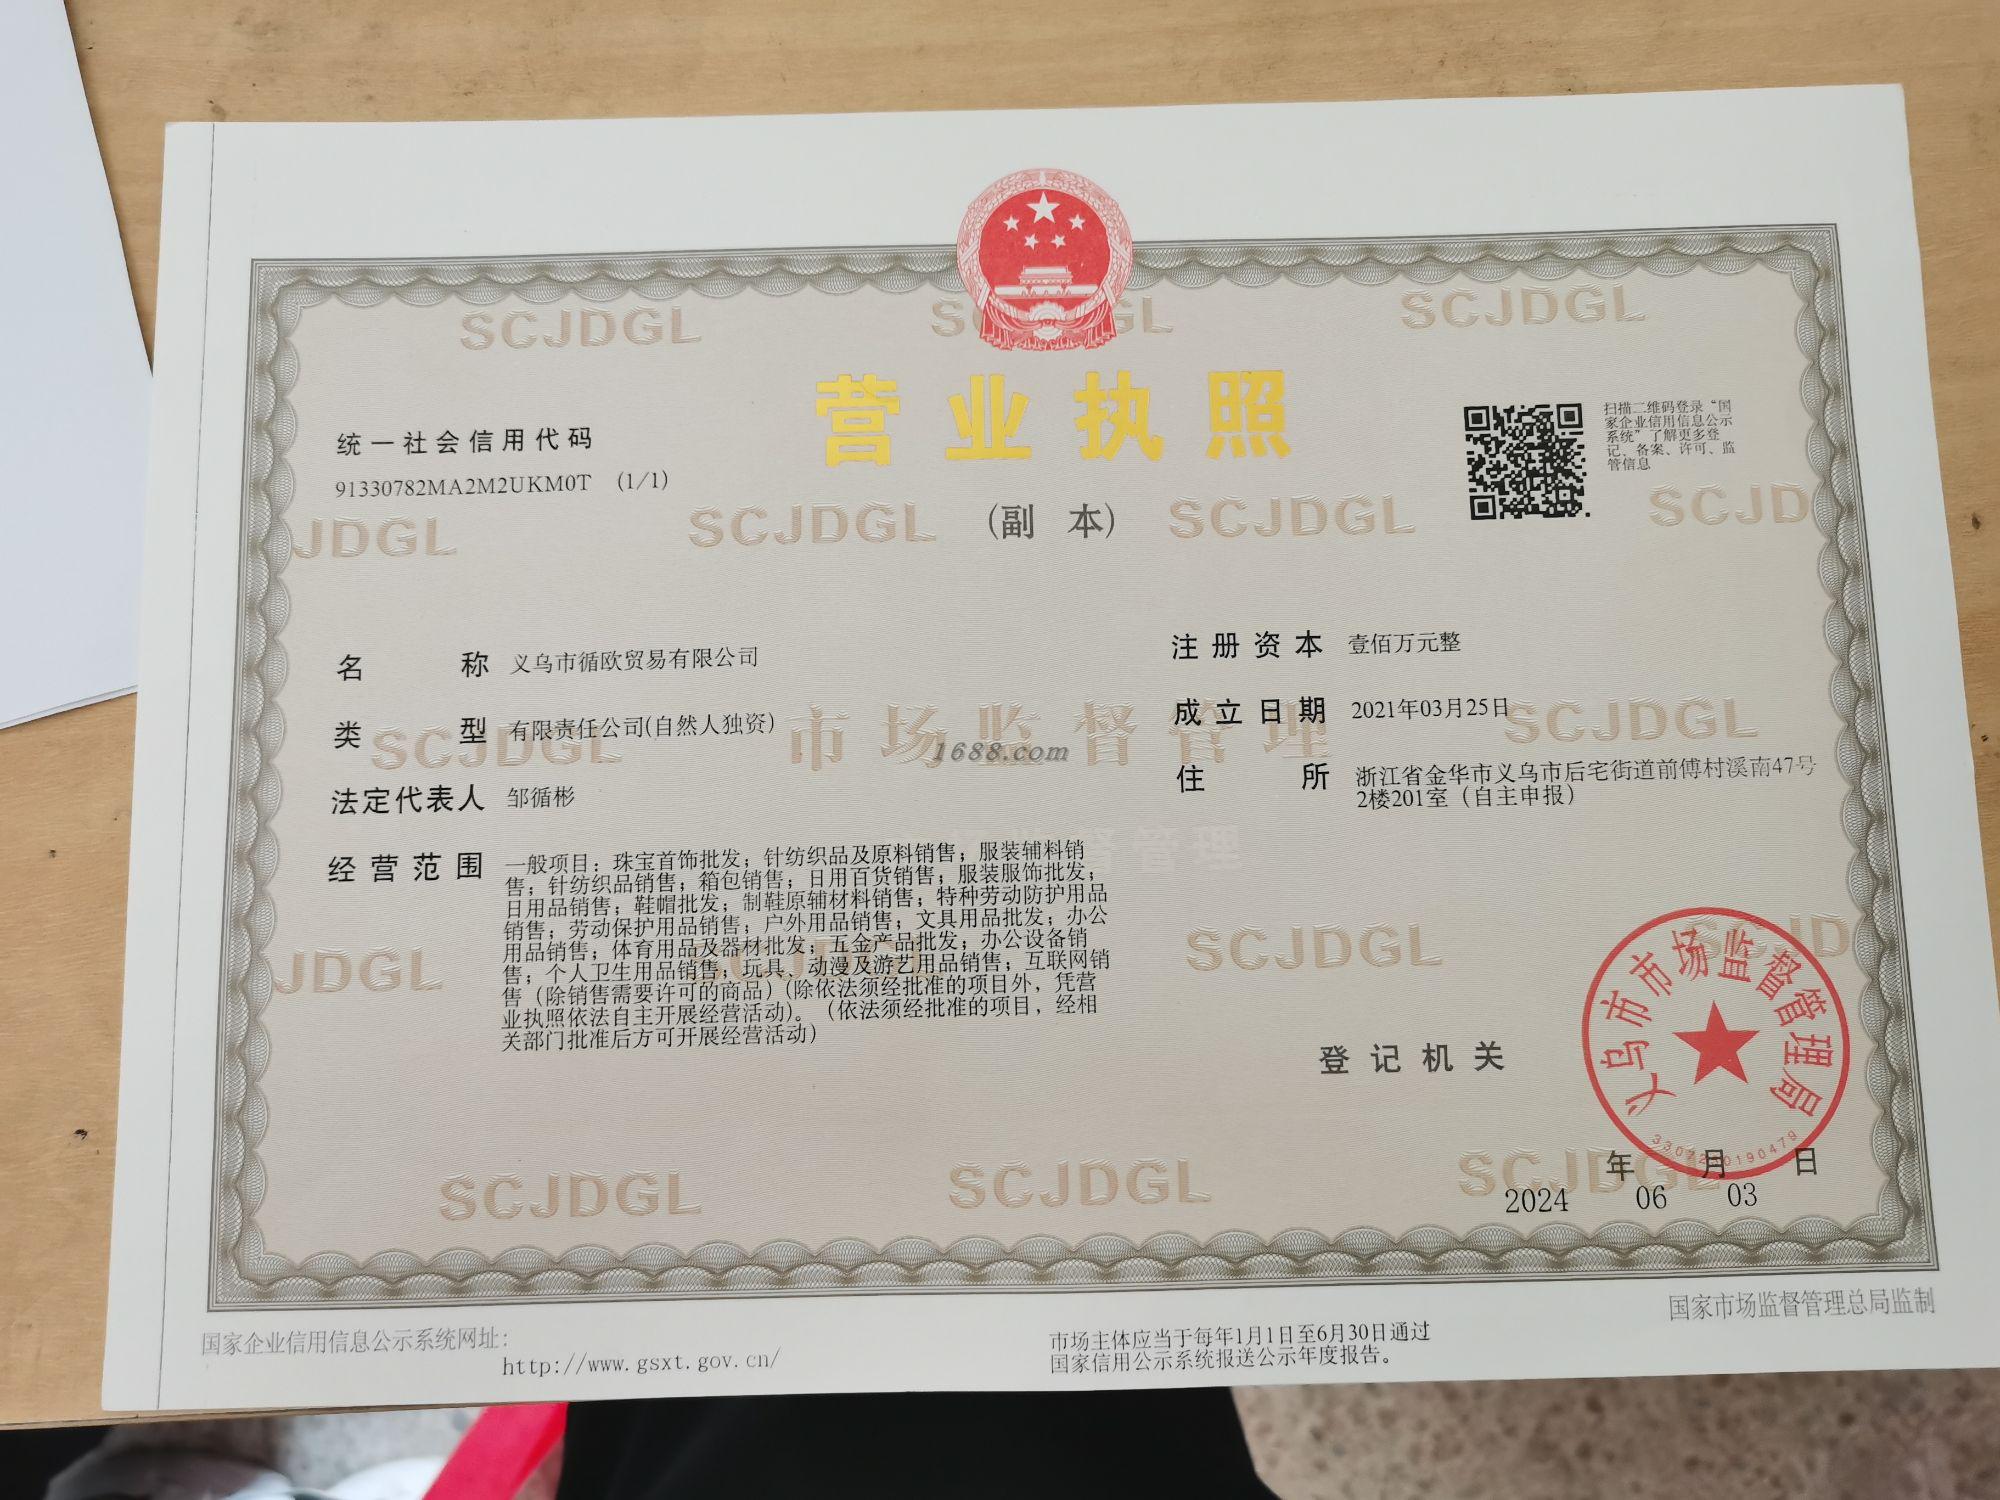 SCJDGL
SCJDGL
营业执照
(副 本)
统一社会信用代码
91330782MA2M2UKM0T (1/1)
扫描二维码登录“国
家企业信用信息公示
系统”了解更多登
记、备案、许可、监
管信息
JDGL
SCJDGL
SCJDGL
SCJD
名 称 义乌市循欧贸易有限公司
类 型 有限责任公司(自然人独资)
法定代表人 邹循彬
经营范围 一般项目：珠宝首饰批发；针纺织品及原料销售；服装辅料销
售；针纺织品销售；箱包销售；日用百货销售；服装服饰批发；
日用品销售；鞋帽批发；制鞋原辅材料销售；特种劳动防护用品
销售；劳动保护用品销售；户外用品销售；文具用品批发；办公
用品销售；体育用品及器材批发；五金产品批发；办公设备销
售；个人卫生用品销售；玩具、动漫及游艺用品销售；互联网销
售（除销售需要许可的商品）(除依法须经批准的项目外，凭营
业执照依法自主开展经营活动)。（依法须经批准的项目，经相
关部门批准后方可开展经营活动）
注册资本 壹佰万元整
成立日期 2021年03月25日
住 所 浙江省金华市义乌市后宅街道前傅村溪南47号
2楼201室（自主申报）
SCJDGL
市场监督管理
1688.com
SCJDGL
JDGL
SCJDGL
登记机关
义乌市市场监督管理局
年 月 日
2024 06 03
SCJDGL
SCJDGL
SCJDGL
国家企业信用信息公示系统网址：
http://www.gsxt.gov.cn/
市场主体应当于每年1月1日至6月30日通过
国家信用公示系统报送公示年度报告。
国家市场监督管理总局监制